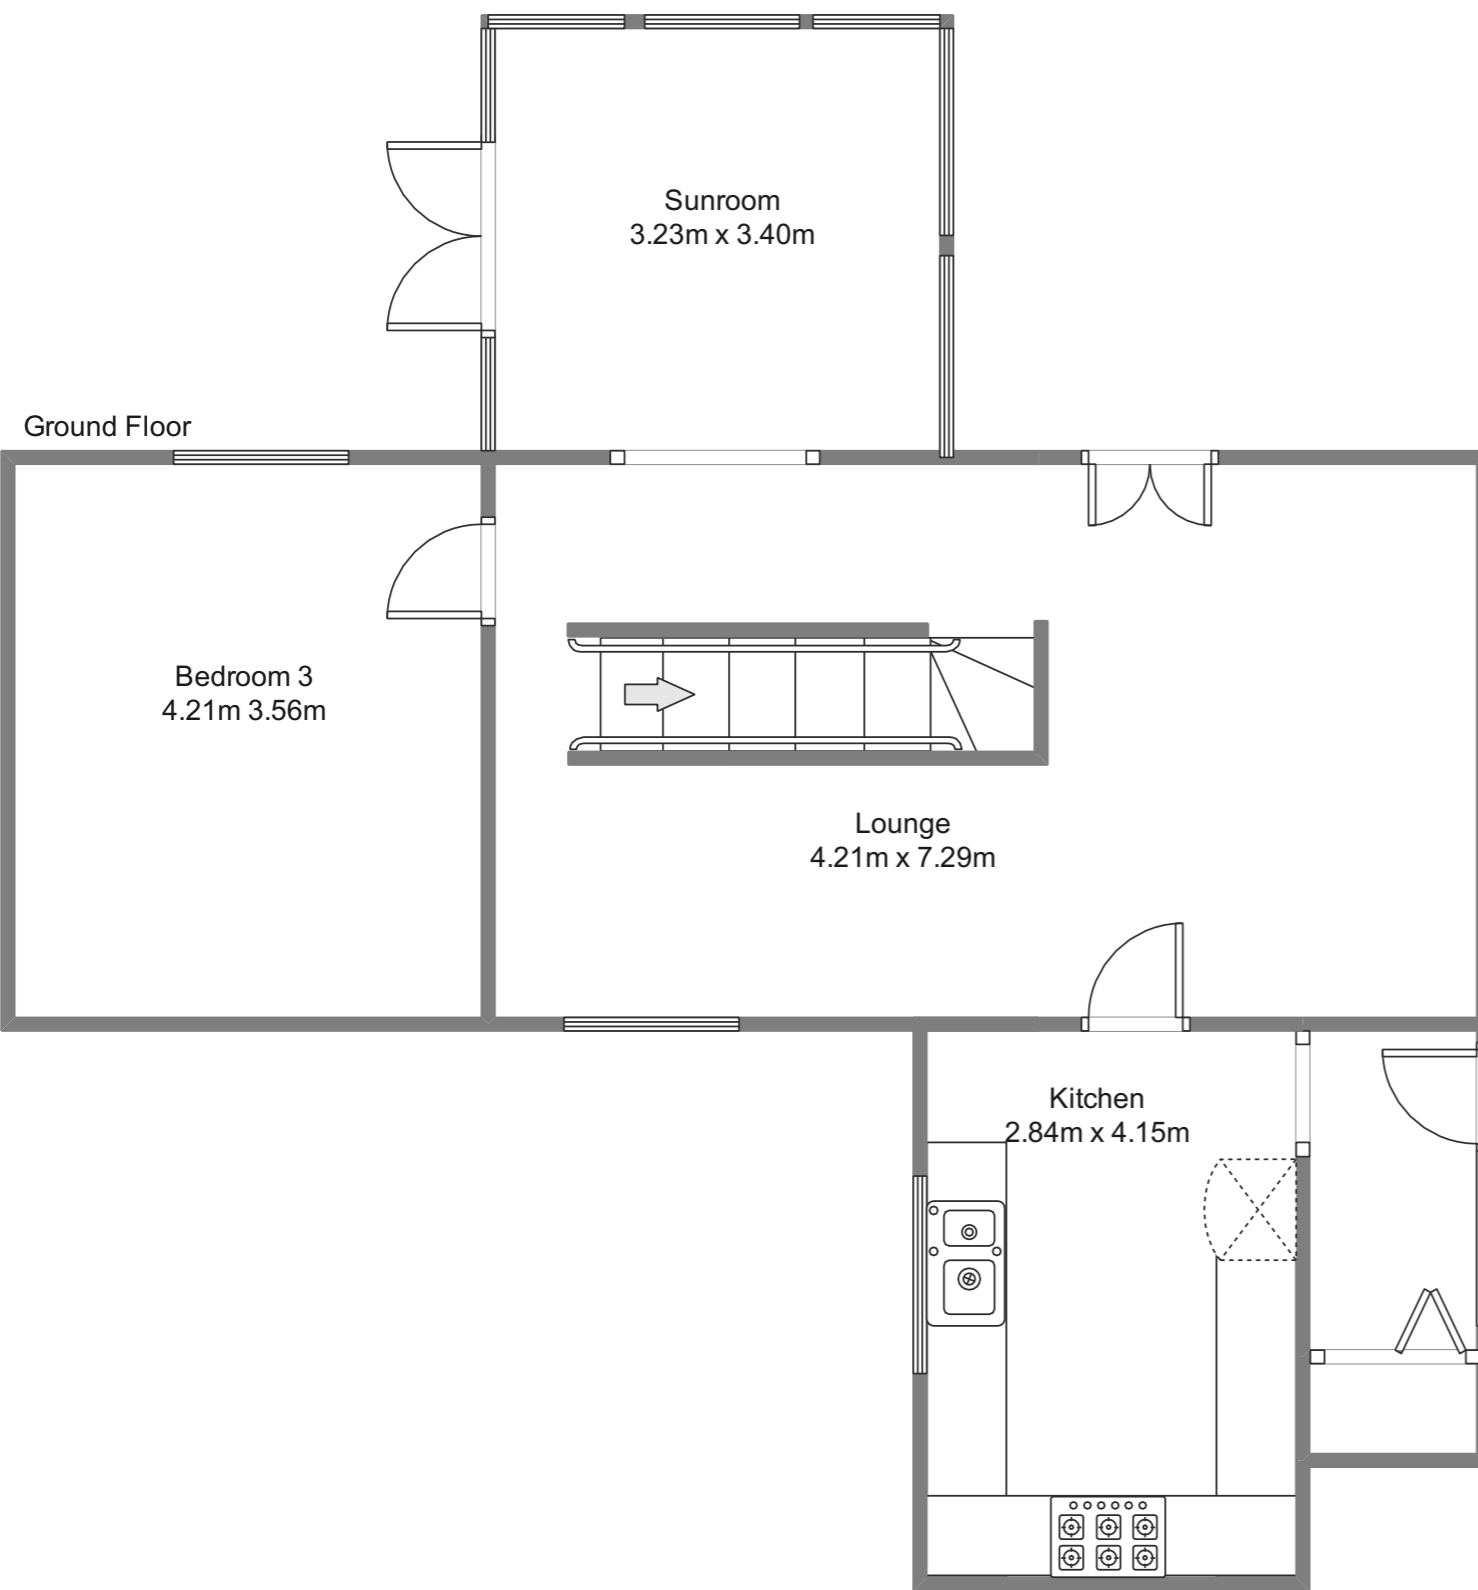 Sunroom
3.23m x 3.40m
Ground Floor
Bedroom 3
4.21m 3.56m
Lounge
4.21m x 7.29m
Kitchen
2.84m x 4.15m